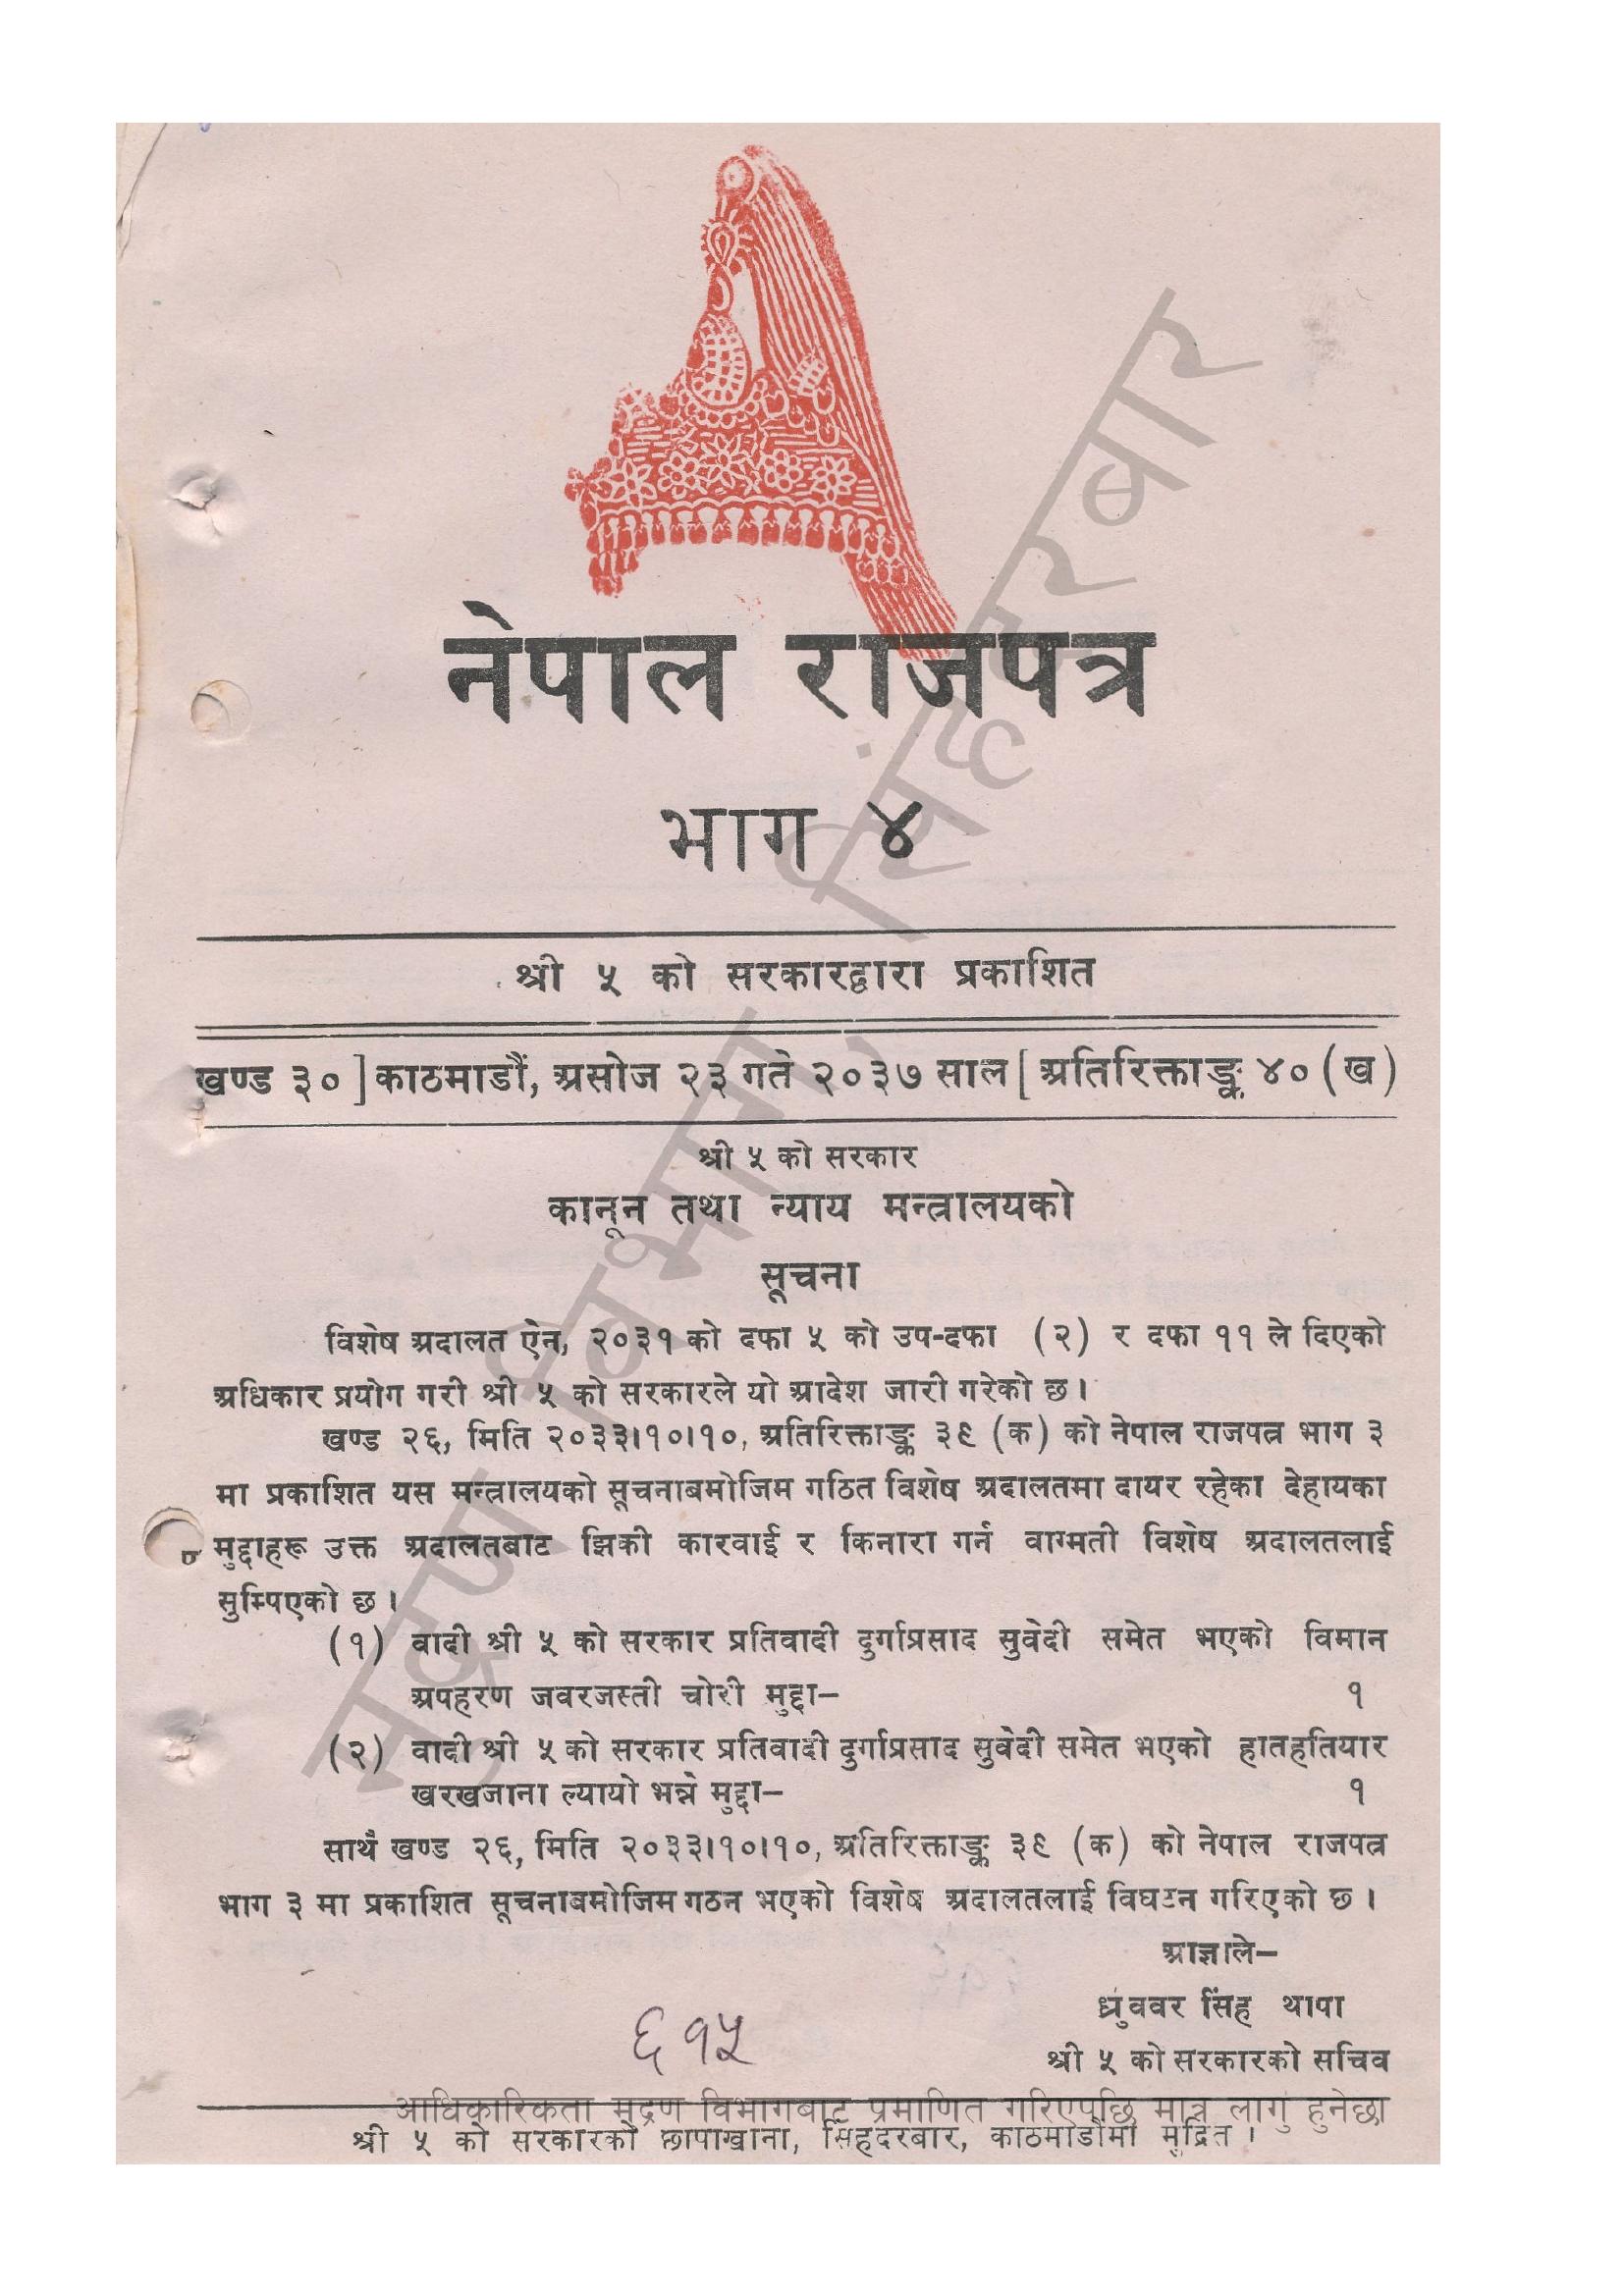 नेपाल राजपत्र
भाग ४
श्री ५ को सरकारद्वारा प्रकाशित
खण्ड ३० ] काठमाडौं, असोज २३ गते २०३७ साल [ अतिरिक्ताङ्क ४० (ख)
श्री ५ को सरकार
कानून तथा न्याय मन्त्रालयको
सूचना
विशेष अदालत ऐन, २०३१ को दफा ५ को उप-दफा (२) र दफा ११ ले दिएको
अधिकार प्रयोग गरी श्री ५ को सरकारले यो आदेश जारी गरेको छ।
खण्ड २६, मिति २०३३।१०।१०, अतिरिक्ताङ्क ३९ (क) को नेपाल राजपत्र भाग ३
मा प्रकाशित यस मन्त्रालयको सूचनाबमोजिम गठित विशेष अदालतमा दायर रहेका देहायका
मुद्दाहरू उक्त अदालतबाट झिकी कारवाई र किनारा गर्न वाग्मती विशेष अदालतलाई
सुम्पिएको छ।
(१) वादी श्री ५ को सरकार प्रतिवादी दुर्गाप्रसाद सुवेदी समेत भएको विमान
अपहरण जवरजस्ती चोरी मुद्दा– १
(२) वादी श्री ५ को सरकार प्रतिवादी दुर्गाप्रसाद सुवेदी समेत भएको हातहतियार
खरखजाना ल्यायो भन्ने मुद्दा– १
साथै खण्ड २६, मिति २०३३।१०।१०, अतिरिक्ताङ्क ३९ (क) को नेपाल राजपत्र
भाग ३ मा प्रकाशित सूचनाबमोजिम गठन भएको विशेष अदालतलाई विघटन गरिएको छ।
आज्ञाले–
ध्रुववर सिंह थापा
श्री ५ को सरकारको सचिव
६१५
आधिकारिकता मुद्रण विभागबाट प्रमाणित गरिएपछि मात्र लागु हुनेछ।
श्री ५ को सरकारको छापाखाना, सिंहदरबार, काठमाडौंमा मुद्रित।
मुद्रण विभाग, सिंहदरबार